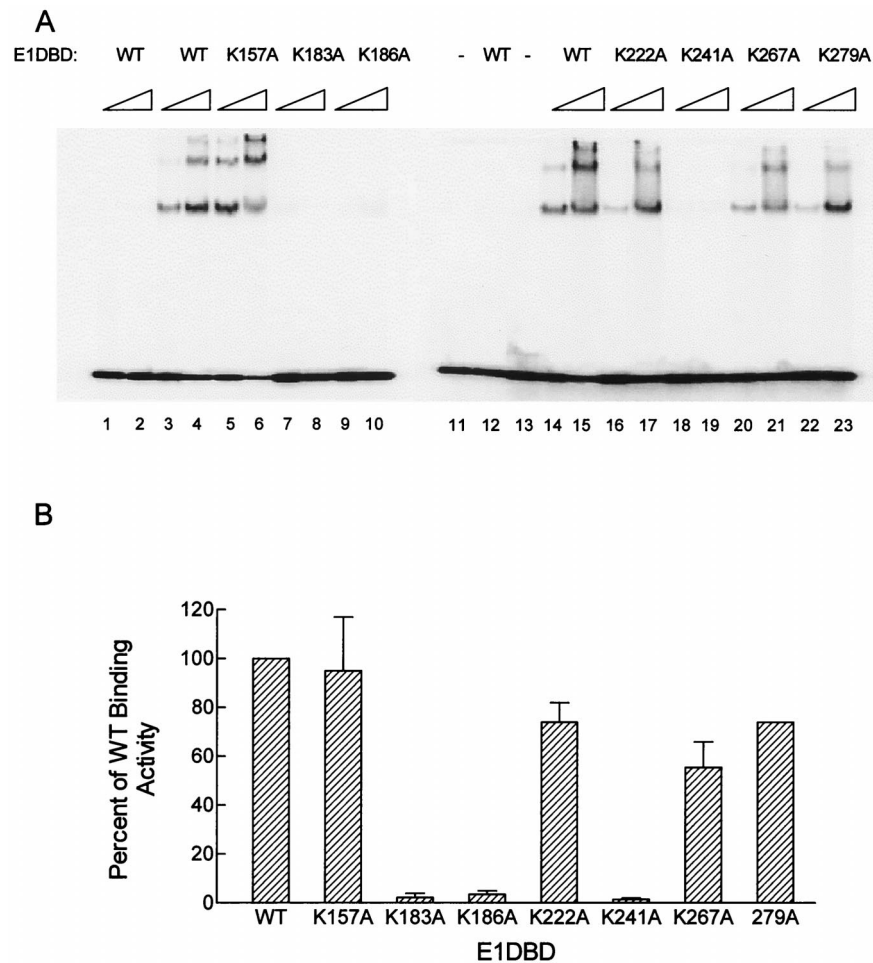 A
E1DBD: WT WT K157A K183A K186A - WT - WT K222A K241A K267A K279A
1 2 3 4 5 6 7 8 9 10 11 12 13 14 15 16 17 18 19 20 21 22 23
B
Percent of WT Binding
Activity
120
100
80
60
40
20
0
WT K157A K183A K186A K222A K241A K267A 279A
E1DBD